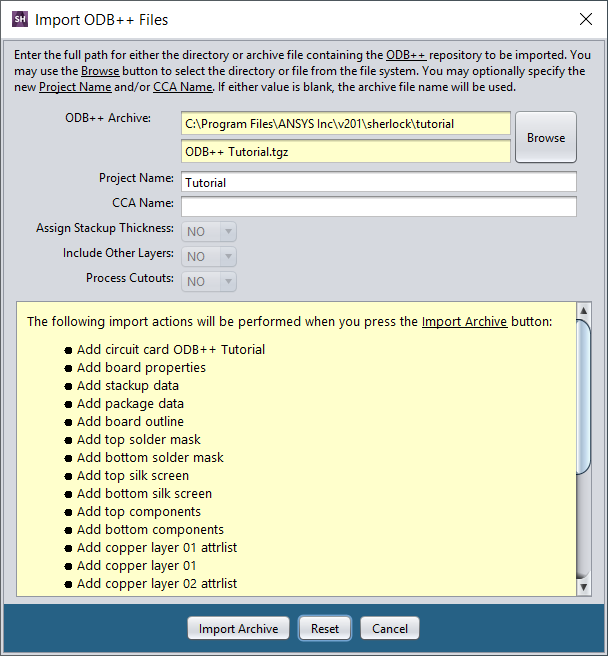 SH Import ODB++ Files
Enter the full path for either the directory or archive file containing the ODB++ repository to be imported. You
may use the Browse button to select the directory or file from the file system. You may optionally specify the
new Project Name and/or CCA Name. If either value is blank, the archive file name will be used.
ODB++ Archive: C:\Program Files\ANSYS Inc\v201\sherlock\tutorial
Browse
ODB++ Tutorial.tgz
Project Name: Tutorial
CCA Name:
Assign Stackup Thickness: NO
Include Other Layers: NO
Process Cutouts: NO
The following import actions will be performed when you press the Import Archive button:
● Add circuit card ODB++ Tutorial
● Add board properties
● Add stackup data
● Add package data
● Add board outline
● Add top solder mask
● Add bottom solder mask
● Add top silk screen
● Add bottom silk screen
● Add top components
● Add bottom components
● Add copper layer 01 attrlist
● Add copper layer 01
● Add copper layer 02 attrlist
Import Archive Reset Cancel